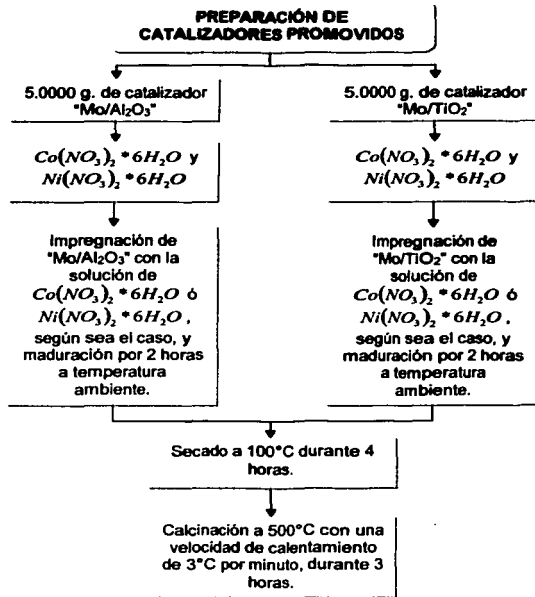 PREPARACIÓN DE
CATALIZADORES PROMOVIDOS
5.0000 g. de catalizador
"Mo/Al₂O₃"
Co(NO₃)₂ *6H₂O y
Ni(NO₃)₂ *6H₂O
Impregnación de
"Mo/Al₂O₃" con la
solución de
Co(NO₃)₂ *6H₂O ó
Ni(NO₃)₂ *6H₂O ,
según sea el caso, y
maduración por 2 horas
a temperatura
ambiente.
5.0000 g. de catalizador
"Mo/TiO₂"
Co(NO₃)₂ *6H₂O y
Ni(NO₃)₂ *6H₂O
Impregnación de
"Mo/TiO₂" con la
solución de
Co(NO₃)₂ *6H₂O ó
Ni(NO₃)₂ *6H₂O ,
según sea el caso, y
maduración por 2 horas
a temperatura
ambiente.
Secado a 100°C durante 4
horas.
Calcinación a 500°C con una
velocidad de calentamiento
de 3°C por minuto, durante 3
horas.